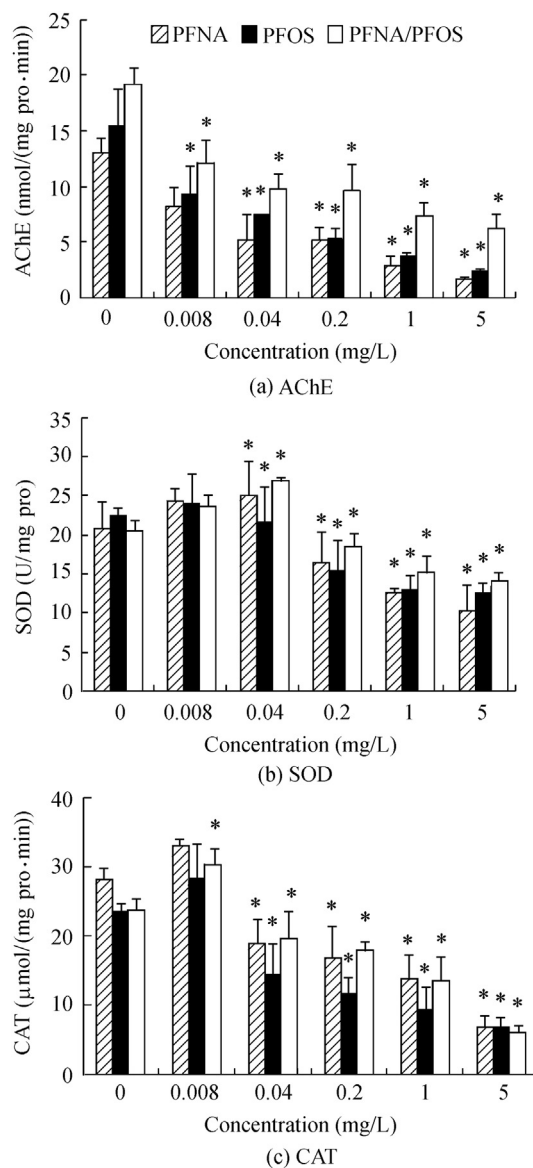 PFNA PFOS PFNA/PFOS
AChE (nmol/(mg pro·min))
25
20
15
10
5
0
* * * * * * * * * * * * * *
0 0.008 0.04 0.2 1 5
Concentration (mg/L)
(a) AChE
SOD (U/mg pro)
35
30
25
20
15
10
5
0
* * * * * * * * * * * *
0 0.008 0.04 0.2 1 5
Concentration (mg/L)
(b) SOD
CAT (μmol/(mg pro·min))
40
30
20
10
0
* * * * * * * * * * * * *
0 0.008 0.04 0.2 1 5
Concentration (mg/L)
(c) CAT